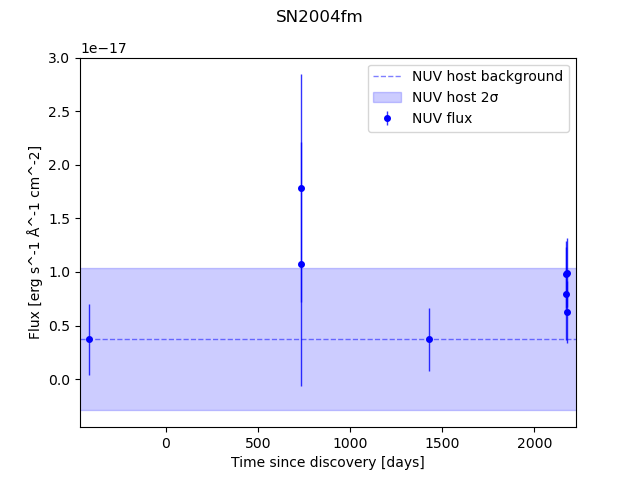 SN2004fm
1e−17
NUV host background
NUV host 2σ
NUV flux
3.0
2.5
2.0
1.5
1.0
0.5
0.0
Flux [erg s^-1 Å^-1 cm^-2]
0 500 1000 1500 2000
Time since discovery [days]